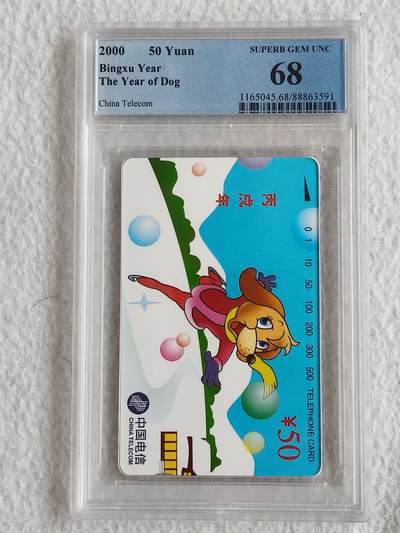 2000 50 Yuan
Bingxu Year
The Year of Dog
China Telecom
SUPERB GEM UNC
68
1165045.68/88863591
丙戌年
0 1 10 50 100 200 300 500 TELEPHONE CARD
¥50
中国电信
CHINA TELECOM